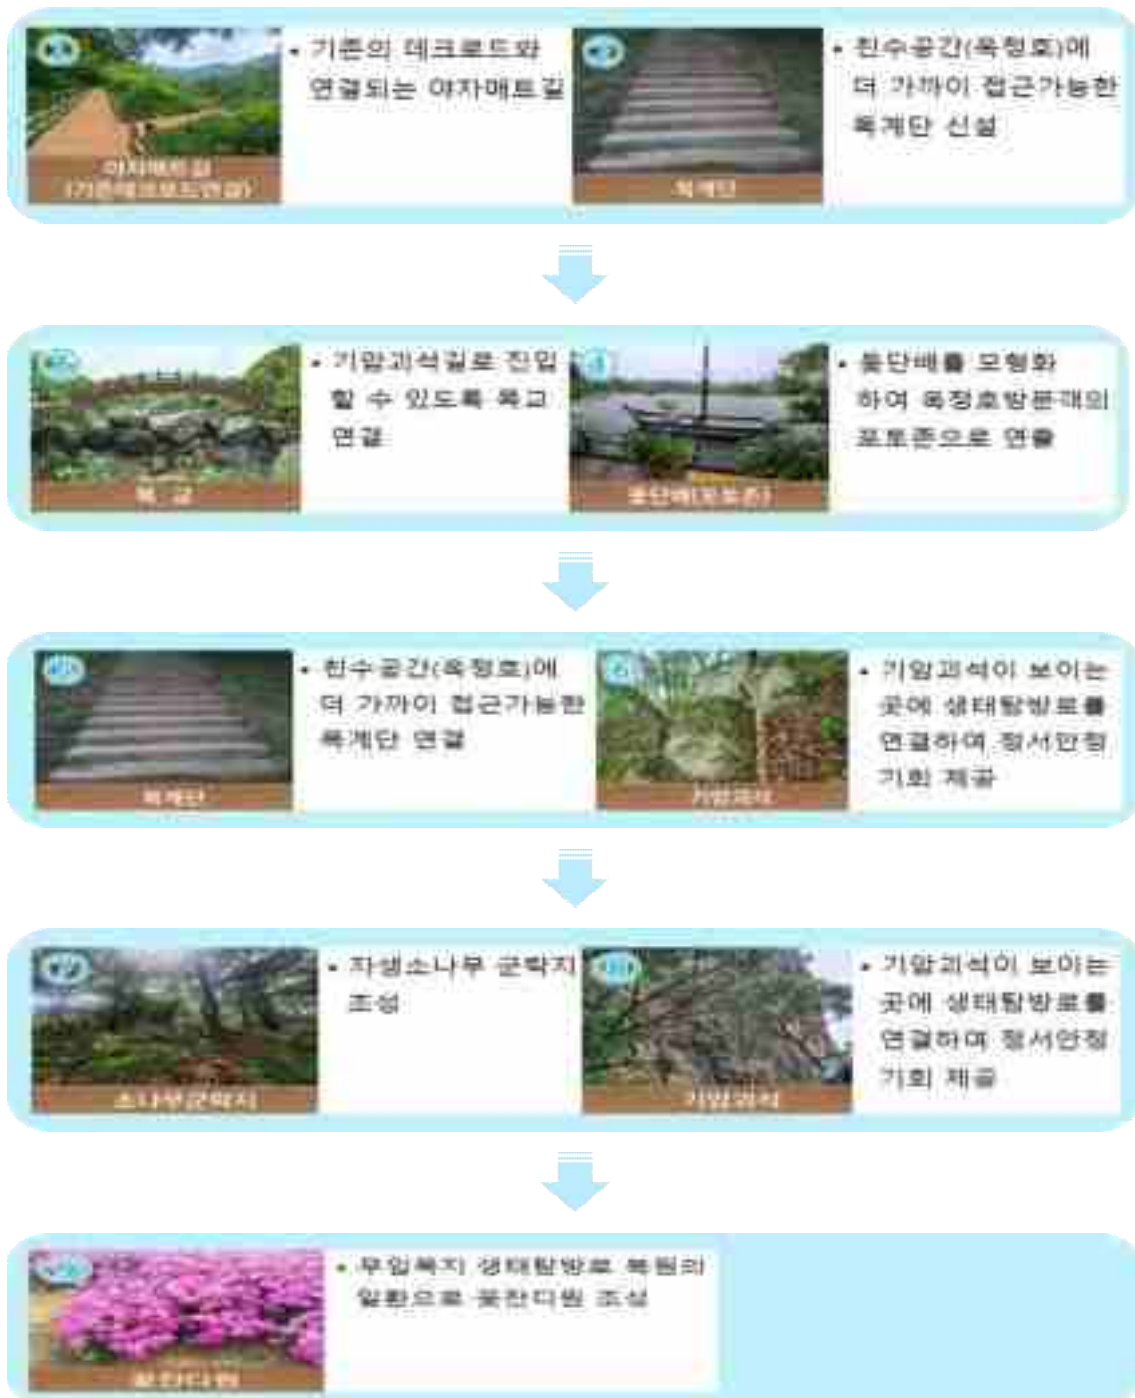 • 기존의 데크로드와
연결되는 야자매트길
야자매트길
(기존데크로드연결)
• 친수공간(옥정호)에
더 가까이 접근가능한
목계단 신설
목계단
• 기암괴석길로 진입
할 수 있도록 목교
연결
목 교
4
• 돛단배를 모형화
하여 옥정호방문객의
포토존으로 연출
돛단배(포토존)
• 친수공간(옥정호)에
더 가까이 접근가능한
목계단 연결
목계단
6
• 기암괴석이 보이는
곳에 생태탐방로를
연결하여 정서안정
기회 제공
기암괴석
• 자생소나무 군락지
조성
소나무군락지
• 기암괴석이 보이는
곳에 생태탐방로를
연결하여 정서안정
기회 제공
기암괴석
• 생태탐방로 복원의
일환으로 꽃잔디원 조성
꽃잔디원